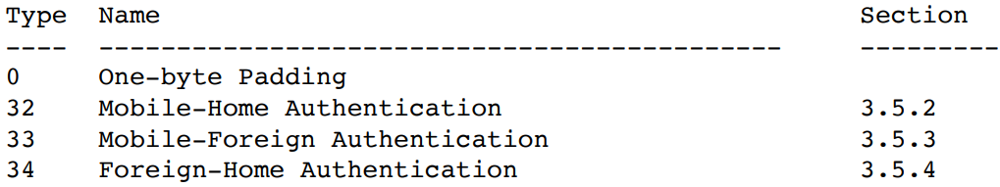 Type  Name                                         Section
----  -------------------------------------------- ---------
0     One-byte Padding
32    Mobile-Home Authentication                   3.5.2
33    Mobile-Foreign Authentication                3.5.3
34    Foreign-Home Authentication                  3.5.4